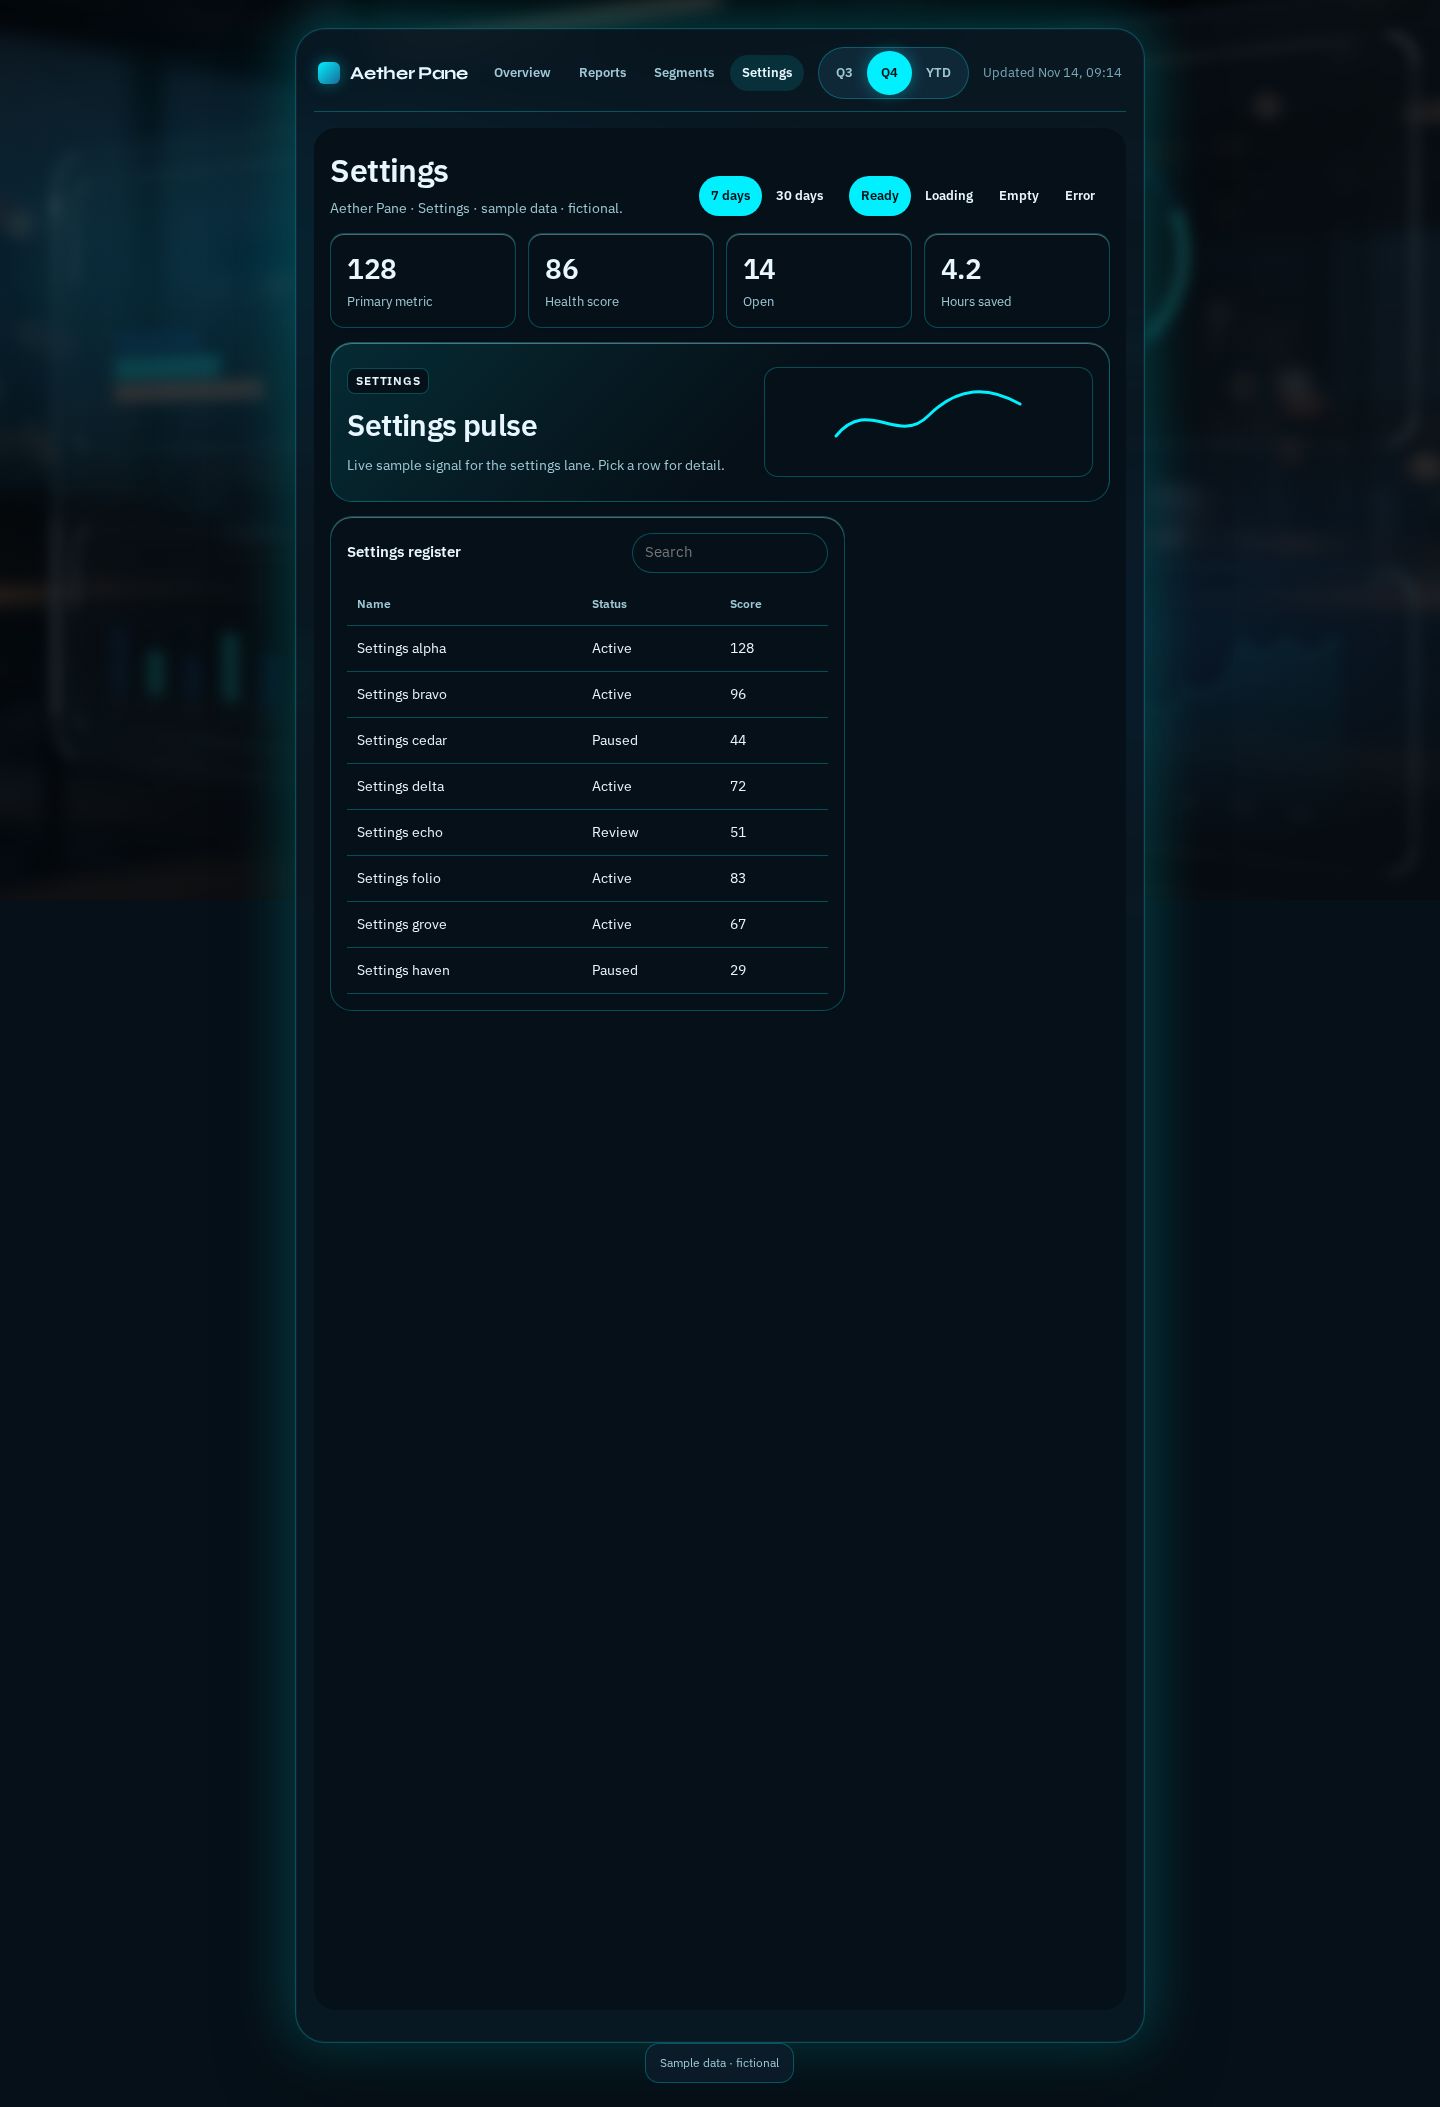 Aether Pane Overview Reports Segments Settings Q3 Q4 YTD Updated Nov 14, 09:14
Settings
Aether Pane · Settings · sample data · fictional.
7 days 30 days Ready Loading Empty Error
128 86 14 4.2
Primary metric Health score Open Hours saved
SETTINGS
Settings pulse
Live sample signal for the settings lane. Pick a row for detail.
Settings register Search
Name Status Score
Settings alpha Active 128
Settings bravo Active 96
Settings cedar Paused 44
Settings delta Active 72
Settings echo Review 51
Settings folio Active 83
Settings grove Active 67
Settings haven Paused 29
Sample data · fictional